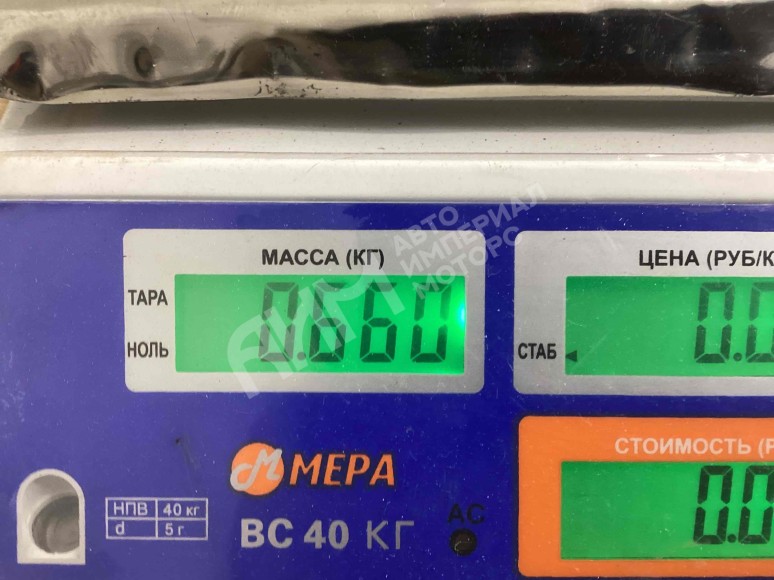 МАССА (КГ)
ТАРА
НОЛЬ
0.660
ЦЕНА (РУБ/К
СТАБ
0.0
СТОИМОСТЬ (Р
0.0
МЕРА
ВС 40 КГ
АС
НПВ 40 кг
d 5 г
АИМ
АВТО
ИМПЕРИАЛ
МОТОРС